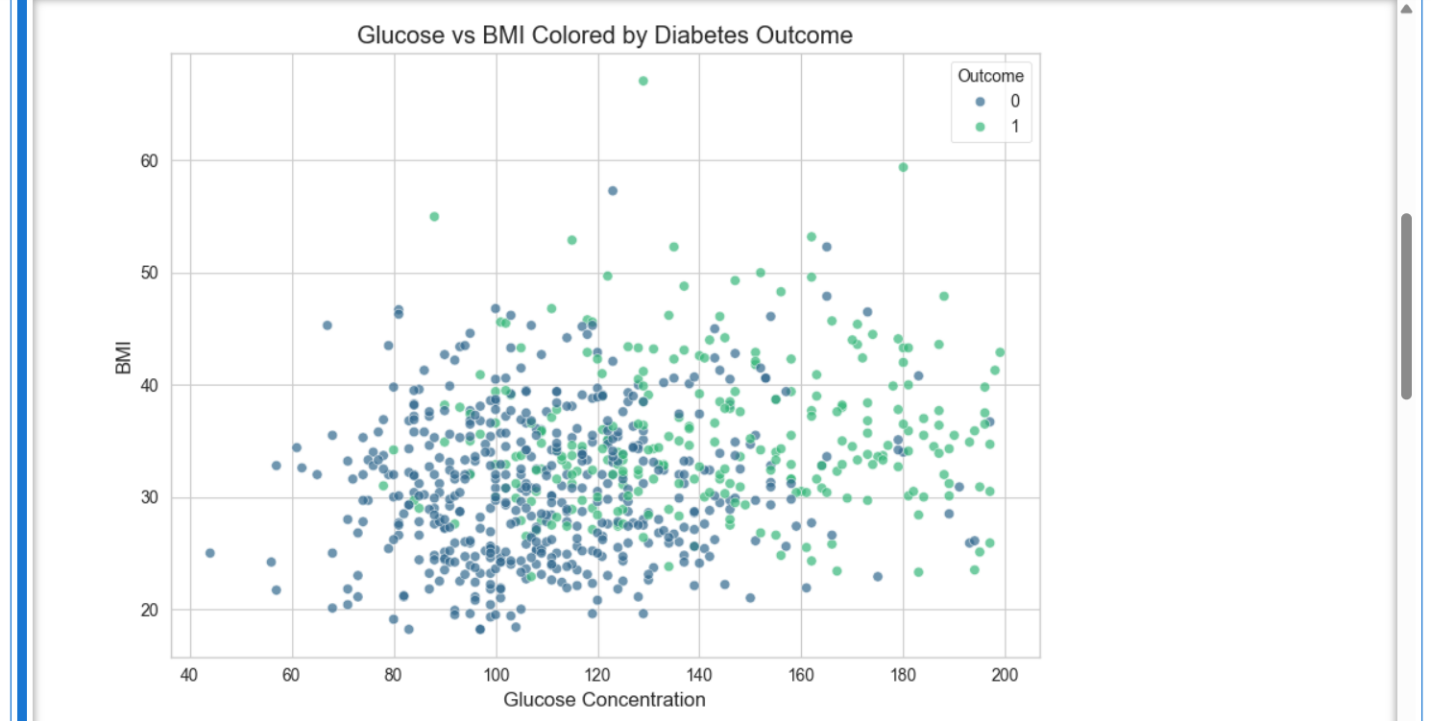 Glucose vs BMI Colored by Diabetes Outcome
Outcome
0
1
60
50
40
30
20
BMI
40 60 80 100 120 140 160 180 200
Glucose Concentration